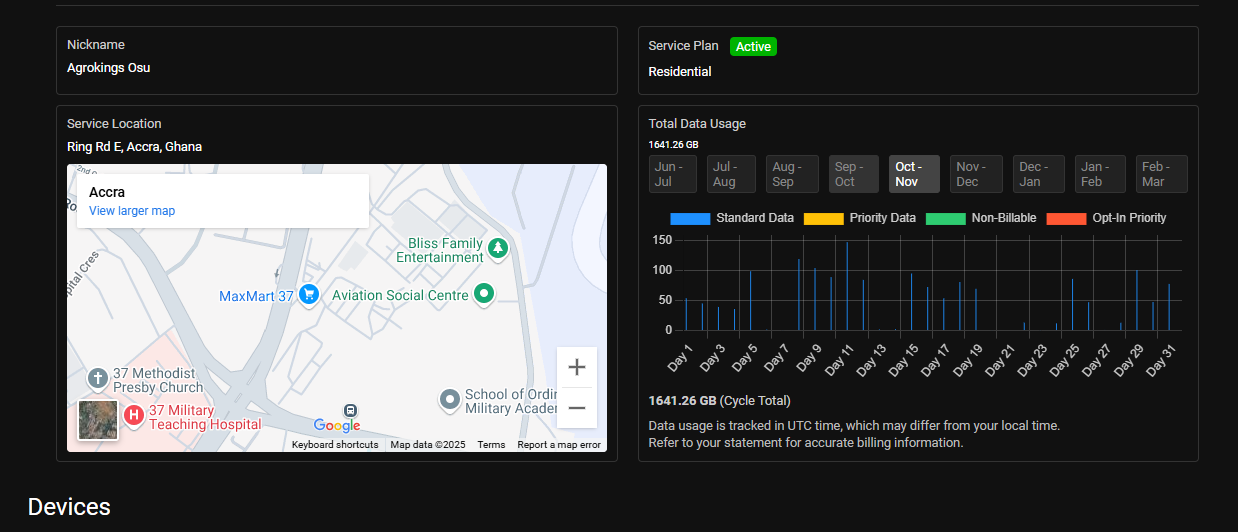 Nickname
Agrokings Osu
Service Plan Active
Residential
Service Location
Ring Rd E, Accra, Ghana
2nd
Accra
View larger map
pital Cres
Bliss Family
Entertainment
MaxMart 37
Aviation Social Centre
37 Methodist
Presby Church
H 37 Military
Teaching Hospital
School of Ordin
Military Academ
Google
Keyboard shortcuts Map data ©2025 Terms Report a map error
Total Data Usage
1641.26 GB
Jun -
Jul
Jul -
Aug
Aug -
Sep
Sep -
Oct
Oct -
Nov
Nov -
Dec
Dec -
Jan
Jan -
Feb
Feb -
Mar
Standard Data Priority Data Non-Billable Opt-In Priority
150
100
50
0
Day 1 Day 3 Day 5 Day 7 Day 9 Day 11 Day 13 Day 15 Day 17 Day 19 Day 21 Day 23 Day 25 Day 27 Day 29 Day 31
1641.26 GB (Cycle Total)
Data usage is tracked in UTC time, which may differ from your local time.
Refer to your statement for accurate billing information.
Devices